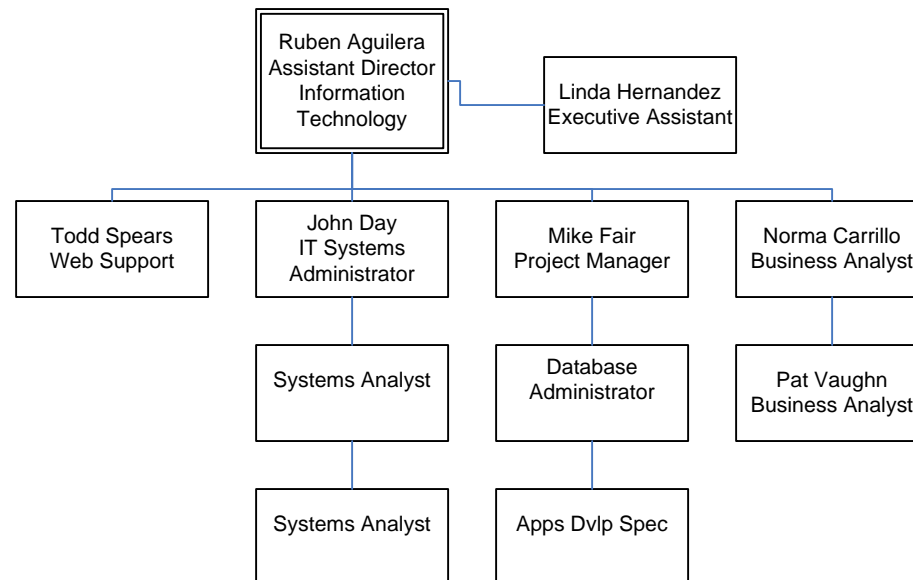 Ruben Aguilera
Assistant Director
Information
Technology
Linda Hernandez
Executive Assistant
Todd Spears
Web Support
John Day
IT Systems
Administrator
Mike Fair
Project Manager
Norma Carrillo
Business Analyst
Systems Analyst
Database
Administrator
Pat Vaughn
Business Analyst
Systems Analyst
Apps Dvlp Spec